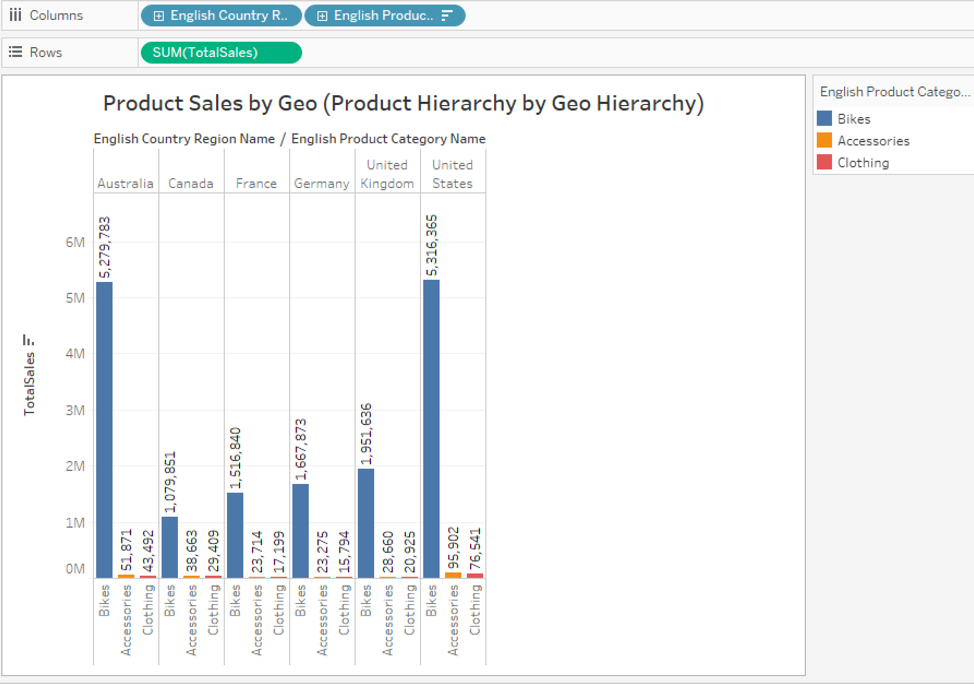 Columns
English Country R..
English Produc..
Rows
SUM(TotalSales)
Product Sales by Geo (Product Hierarchy by Geo Hierarchy)
English Country Region Name / English Product Category Name
Australia
Canada
France
Germany
United
Kingdom
United
States
TotalSales
6M
5M
4M
3M
2M
1M
0M
5,279,783
51,871
43,492
1,079,851
38,663
29,409
1,516,840
23,714
17,199
1,667,873
23,275
15,794
1,951,636
28,660
20,925
5,316,365
95,902
76,541
Bikes
Accessories
Clothing
Bikes
Accessories
Clothing
Bikes
Accessories
Clothing
Bikes
Accessories
Clothing
Bikes
Accessories
Clothing
Bikes
Accessories
Clothing
English Product Catego...
Bikes
Accessories
Clothing